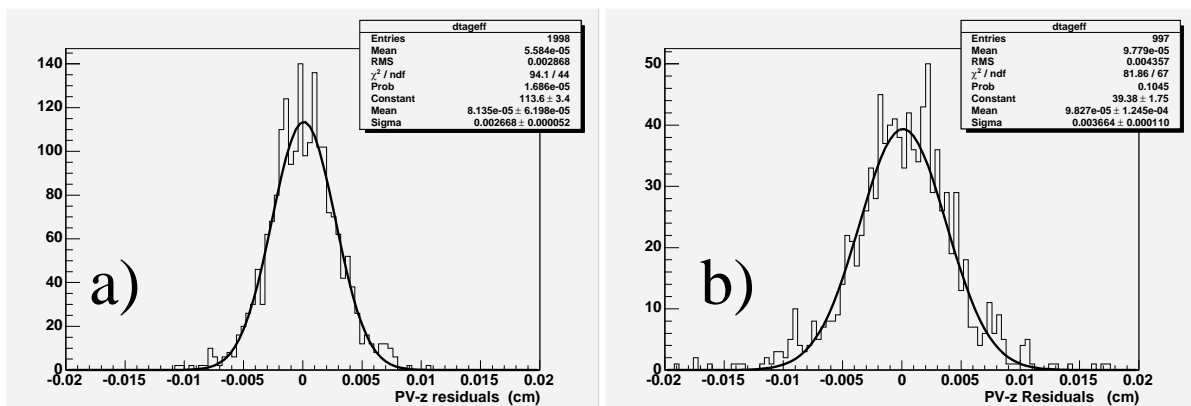 dtageff
Entries 1998
Mean 5.584e-05
RMS 0.002868
χ² / ndf 94.1 / 44
Prob 1.686e-05
Constant 113.6 ± 3.4
Mean 8.135e-05 ± 6.198e-05
Sigma 0.002668 ± 0.000052
140
120
100
80
60
40
20
0
a)
-0.02 -0.015 -0.01 -0.005 0 0.005 0.01 0.015 0.02
PV-z residuals (cm)
dtageff
Entries 997
Mean 9.779e-05
RMS 0.004357
χ² / ndf 81.86 / 67
Prob 0.1045
Constant 39.38 ± 1.75
Mean 9.827e-05 ± 1.245e-04
Sigma 0.003664 ± 0.000110
50
40
30
20
10
0
b)
-0.02 -0.015 -0.01 -0.005 0 0.005 0.01 0.015 0.02
PV-z Residuals (cm)